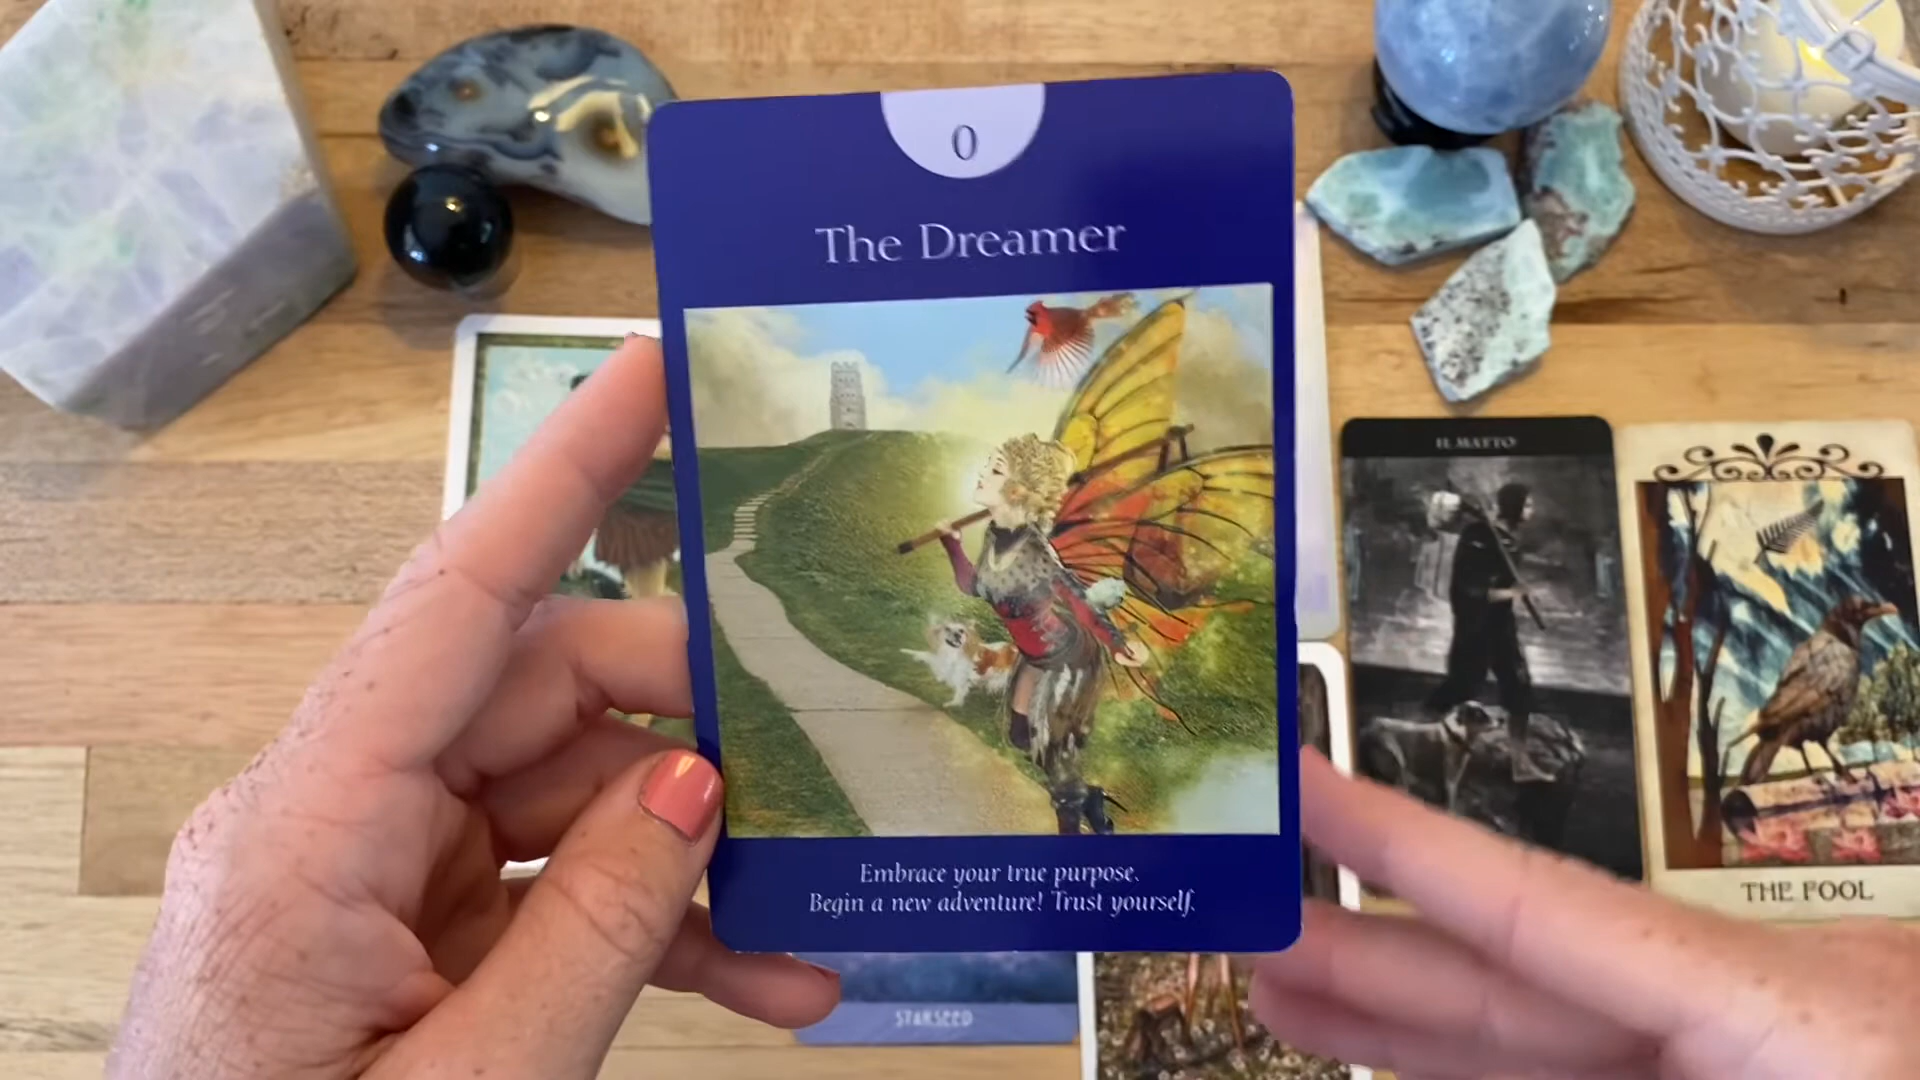 0
The Dreamer
Embrace your true purpose.
Begin a new adventure! Trust yourself.
IL MATTO
THE FOOL
STARSEED